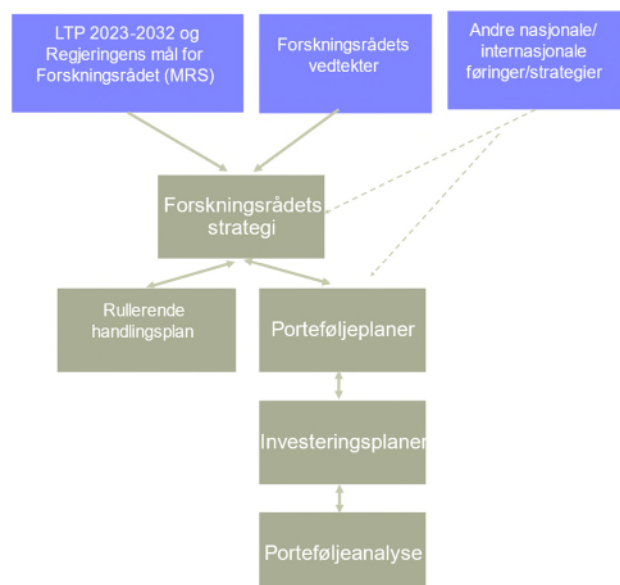 LTP 2023-2032 og
Regjeringens mål for
Forskningsrådet (MRS)
Forskningsrådets
vedtekter
Andre nasjonale/
internasjonale
føringer/strategier
Forskningsrådets
strategi
Rullerende
handlingsplan
Porteføljeplaner
Investeringsplaner
Porteføljeanalyse